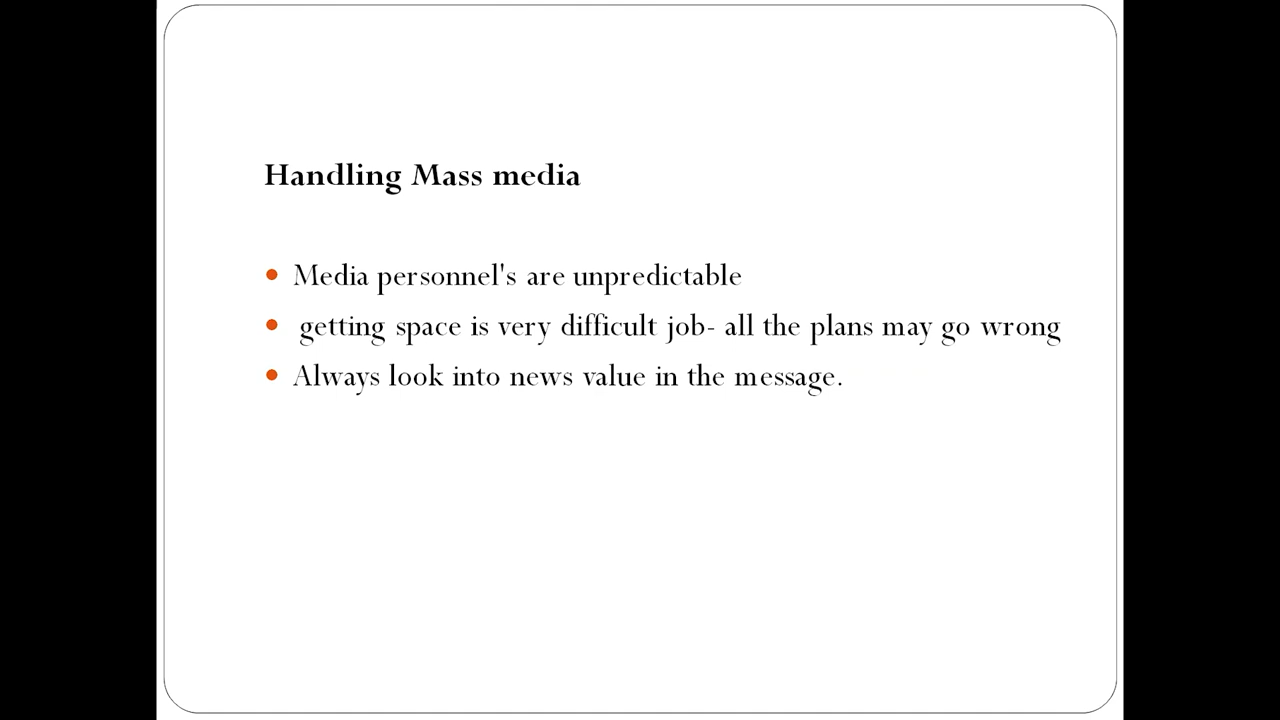 Handling Mass media
• Media personnel's are unpredictable
• getting space is very difficult job- all the plans may go wrong
• Always look into news value in the message.